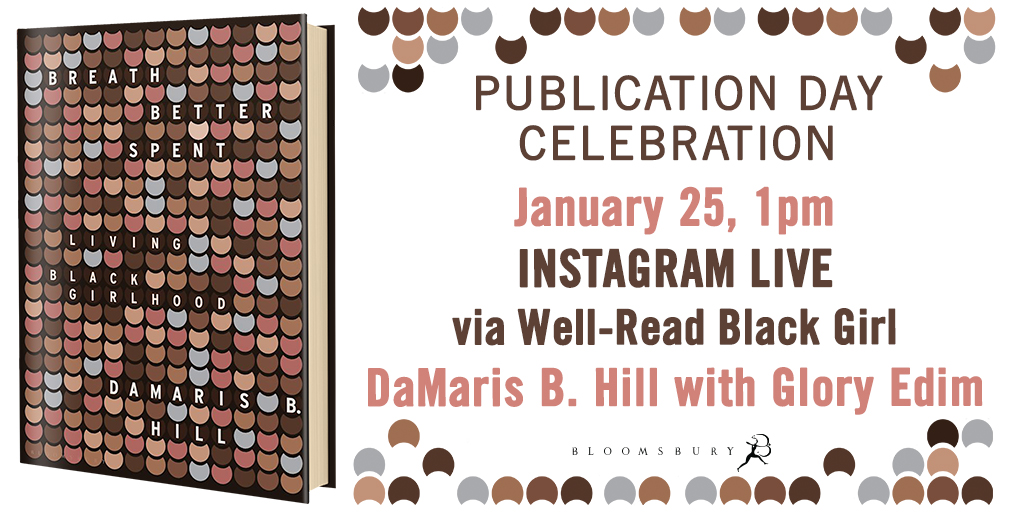 BREATH
BETTER
SPENT
LIVING
BLACK
GIRLHOOD
DAMARIS B.
HILL
PUBLICATION DAY
CELEBRATION
January 25, 1pm
INSTAGRAM LIVE
via Well-Read Black Girl
DaMaris B. Hill with Glory Edim
BLOOMSBURY B